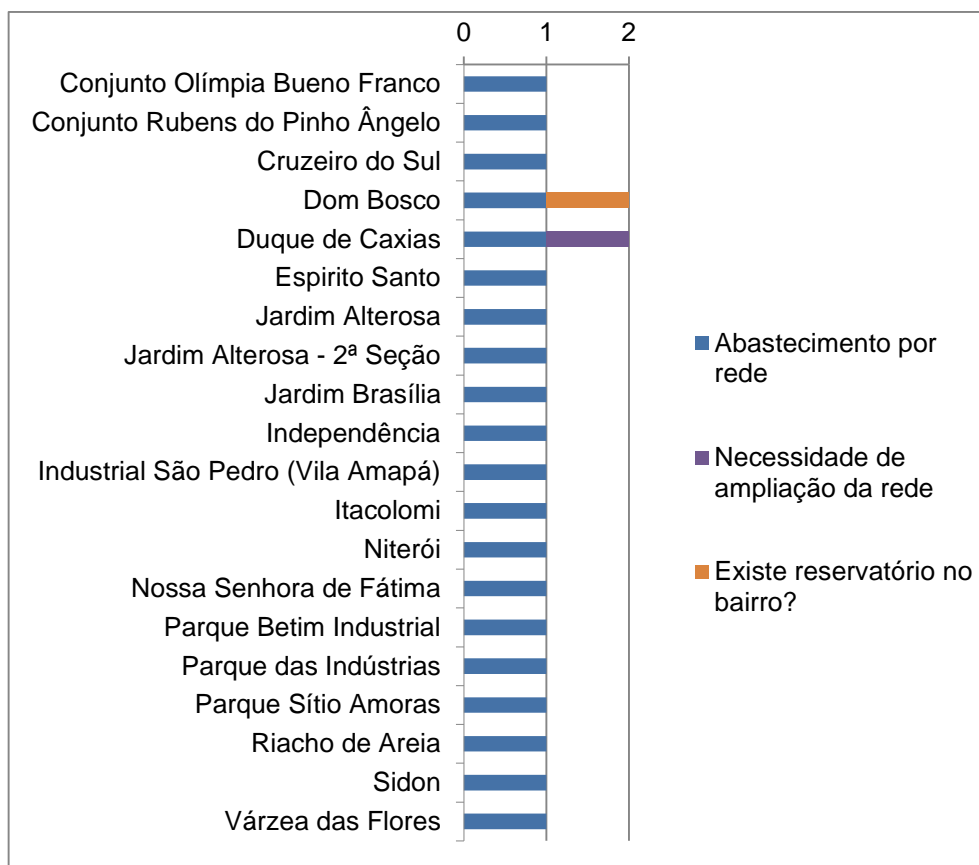 0 1 2
Conjunto Olímpia Bueno Franco
Conjunto Rubens do Pinho Ângelo
Cruzeiro do Sul
Dom Bosco
Duque de Caxias
Espirito Santo
Jardim Alterosa
Jardim Alterosa - 2ª Seção
Jardim Brasília
Independência
Industrial São Pedro (Vila Amapá)
Itacolomi
Niterói
Nossa Senhora de Fátima
Parque Betim Industrial
Parque das Indústrias
Parque Sítio Amoras
Riacho de Areia
Sidon
Várzea das Flores
Abastecimento por
rede
Necessidade de
ampliação da rede
Existe reservatório no
bairro?